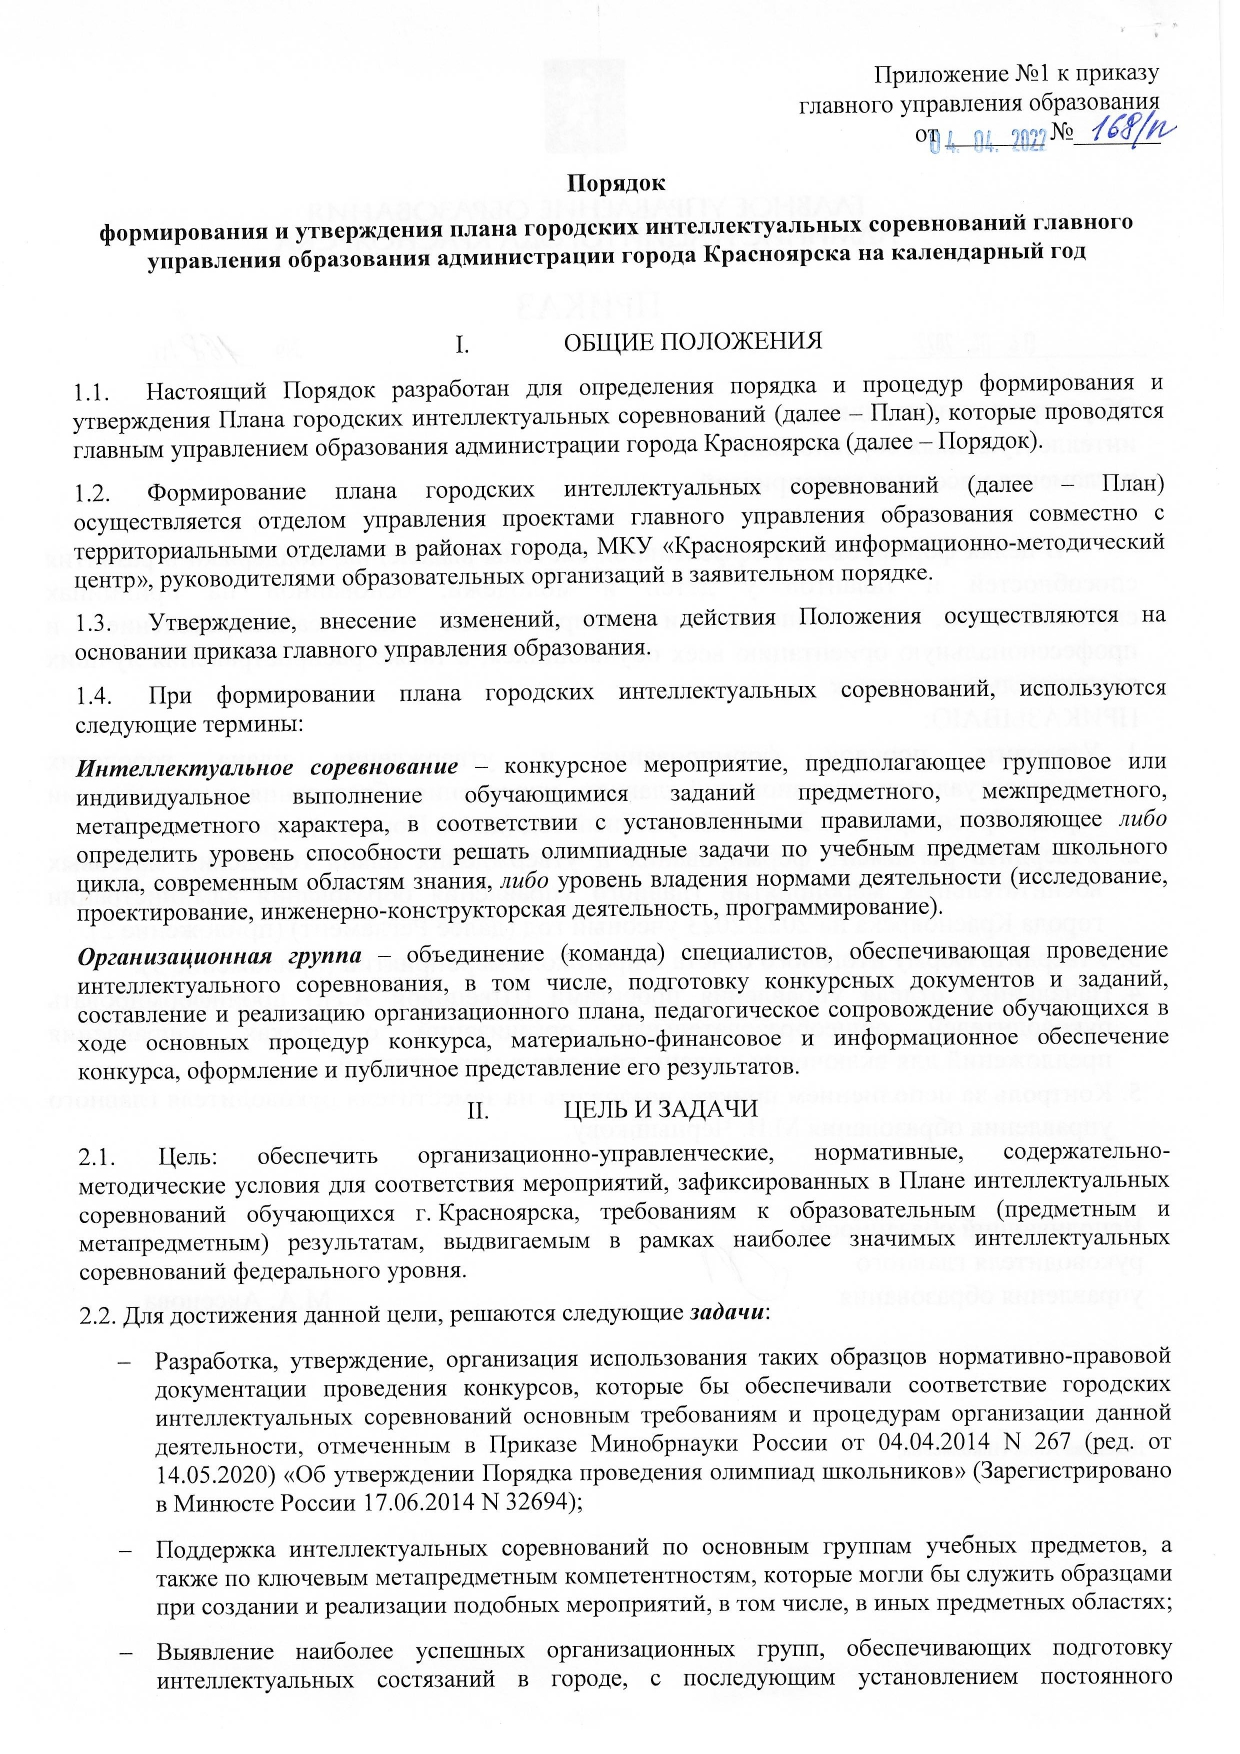 Приложение №1 к приказу
главного управления образования
от 04. 04. 2022 № 168/п
Порядок
формирования и утверждения плана городских интеллектуальных соревнований главного
управления образования администрации города Красноярска на календарный год
I. ОБЩИЕ ПОЛОЖЕНИЯ
1.1. Настоящий Порядок разработан для определения порядка и процедур формирования и
утверждения Плана городских интеллектуальных соревнований (далее – План), которые проводятся
главным управлением образования администрации города Красноярска (далее – Порядок).
1.2. Формирование плана городских интеллектуальных соревнований (далее – План)
осуществляется отделом управления проектами главного управления образования совместно с
территориальными отделами в районах города, МКУ «Красноярский информационно-методический
центр», руководителями образовательных организаций в заявительном порядке.
1.3. Утверждение, внесение изменений, отмена действия Положения осуществляются на
основании приказа главного управления образования.
1.4. При формировании плана городских интеллектуальных соревнований, используются
следующие термины:
Интеллектуальное соревнование – конкурсное мероприятие, предполагающее групповое или
индивидуальное выполнение обучающимися заданий предметного, межпредметного,
метапредметного характера, в соответствии с установленными правилами, позволяющее либо
определить уровень способности решать олимпиадные задачи по учебным предметам школьного
цикла, современным областям знания, либо уровень владения нормами деятельности (исследование,
проектирование, инженерно-конструкторская деятельность, программирование).
Организационная группа – объединение (команда) специалистов, обеспечивающая проведение
интеллектуального соревнования, в том числе, подготовку конкурсных документов и заданий,
составление и реализацию организационного плана, педагогическое сопровождение обучающихся в
ходе основных процедур конкурса, материально-финансовое и информационное обеспечение
конкурса, оформление и публичное представление его результатов.
II. ЦЕЛЬ И ЗАДАЧИ
2.1. Цель: обеспечить организационно-управленческие, нормативные, содержательно-
методические условия для соответствия мероприятий, зафиксированных в Плане интеллектуальных
соревнований обучающихся г. Красноярска, требованиям к образовательным (предметным и
метапредметным) результатам, выдвигаемым в рамках наиболее значимых интеллектуальных
соревнований федерального уровня.
2.2. Для достижения данной цели, решаются следующие задачи:
– Разработка, утверждение, организация использования таких образцов нормативно-правовой
документации проведения конкурсов, которые бы обеспечивали соответствие городских
интеллектуальных соревнований основным требованиям и процедурам организации данной
деятельности, отмеченным в Приказе Минобрнауки России от 04.04.2014 N 267 (ред. от
14.05.2020) «Об утверждении Порядка проведения олимпиад школьников» (Зарегистрировано
в Минюсте России 17.06.2014 N 32694);
– Поддержка интеллектуальных соревнований по основным группам учебных предметов, а
также по ключевым метапредметным компетентностям, которые могли бы служить образцами
при создании и реализации подобных мероприятий, в том числе, в иных предметных областях;
– Выявление наиболее успешных организационных групп, обеспечивающих подготовку
интеллектуальных состязаний в городе, с последующим установлением постоянного